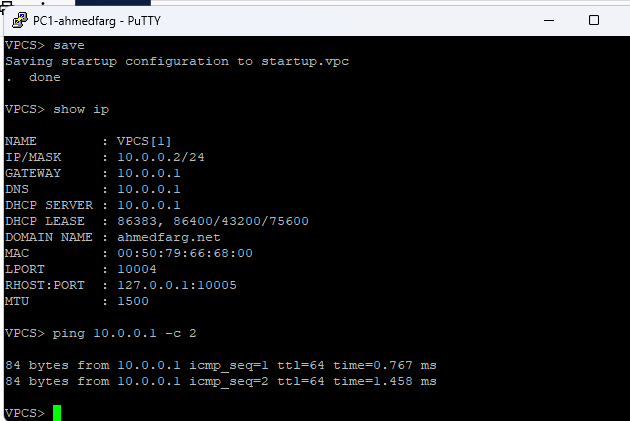 PC1-ahmedfarg - PuTTY
VPCS> save
Saving startup configuration to startup.vpc
.  done
VPCS> show ip
NAME        : VPCS[1]
IP/MASK     : 10.0.0.2/24
GATEWAY     : 10.0.0.1
DNS         : 10.0.0.1
DHCP SERVER : 10.0.0.1
DHCP LEASE  : 86383, 86400/43200/75600
DOMAIN NAME : ahmedfarg.net
MAC         : 00:50:79:66:68:00
LPORT       : 10004
RHOST:PORT  : 127.0.0.1:10005
MTU         : 1500
VPCS> ping 10.0.0.1 -c 2
84 bytes from 10.0.0.1 icmp_seq=1 ttl=64 time=0.767 ms
84 bytes from 10.0.0.1 icmp_seq=2 ttl=64 time=1.458 ms
VPCS>